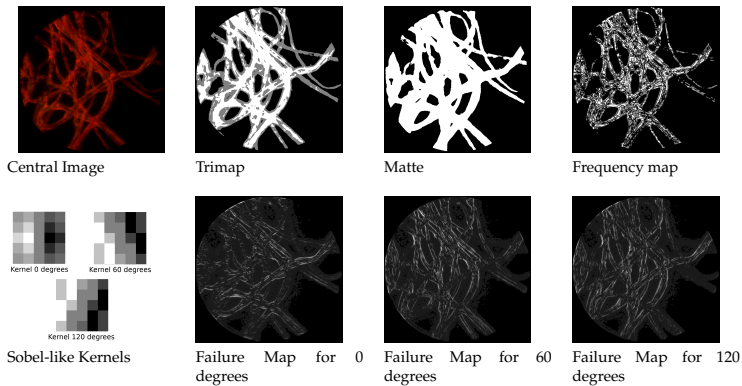 Central Image
Trimap
Matte
Frequency map
Kernel 0 degrees
Kernel 60 degrees
Kernel 120 degrees
Sobel-like Kernels
Failure Map for 0
degrees
Failure Map for 60
degrees
Failure Map for 120
degrees